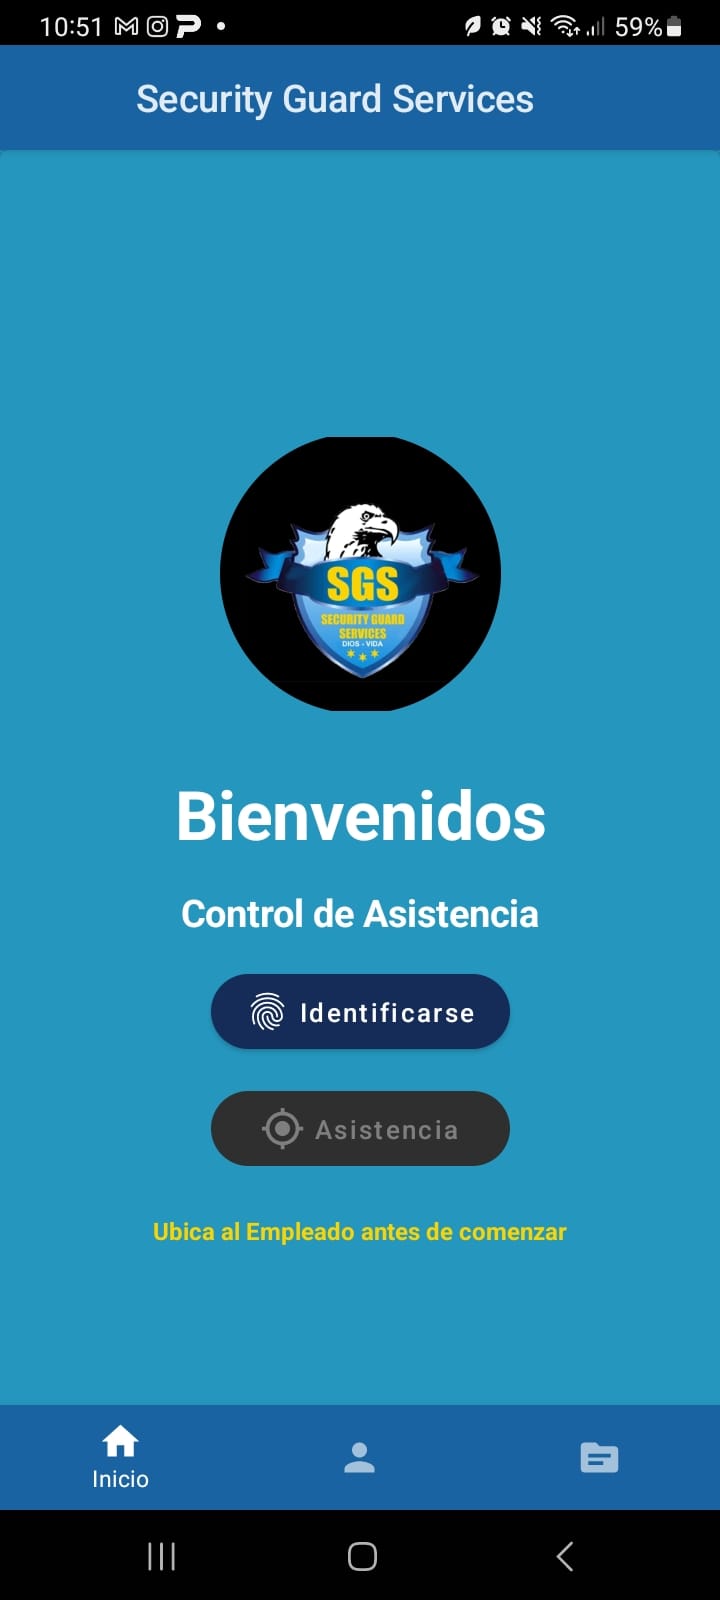 10:51
59%
Security Guard Services
SGS
SECURITY GUARD
SERVICES
DIOS - VIDA
Bienvenidos
Control de Asistencia
Identificarse
Asistencia
Ubica al Empleado antes de comenzar
Inicio